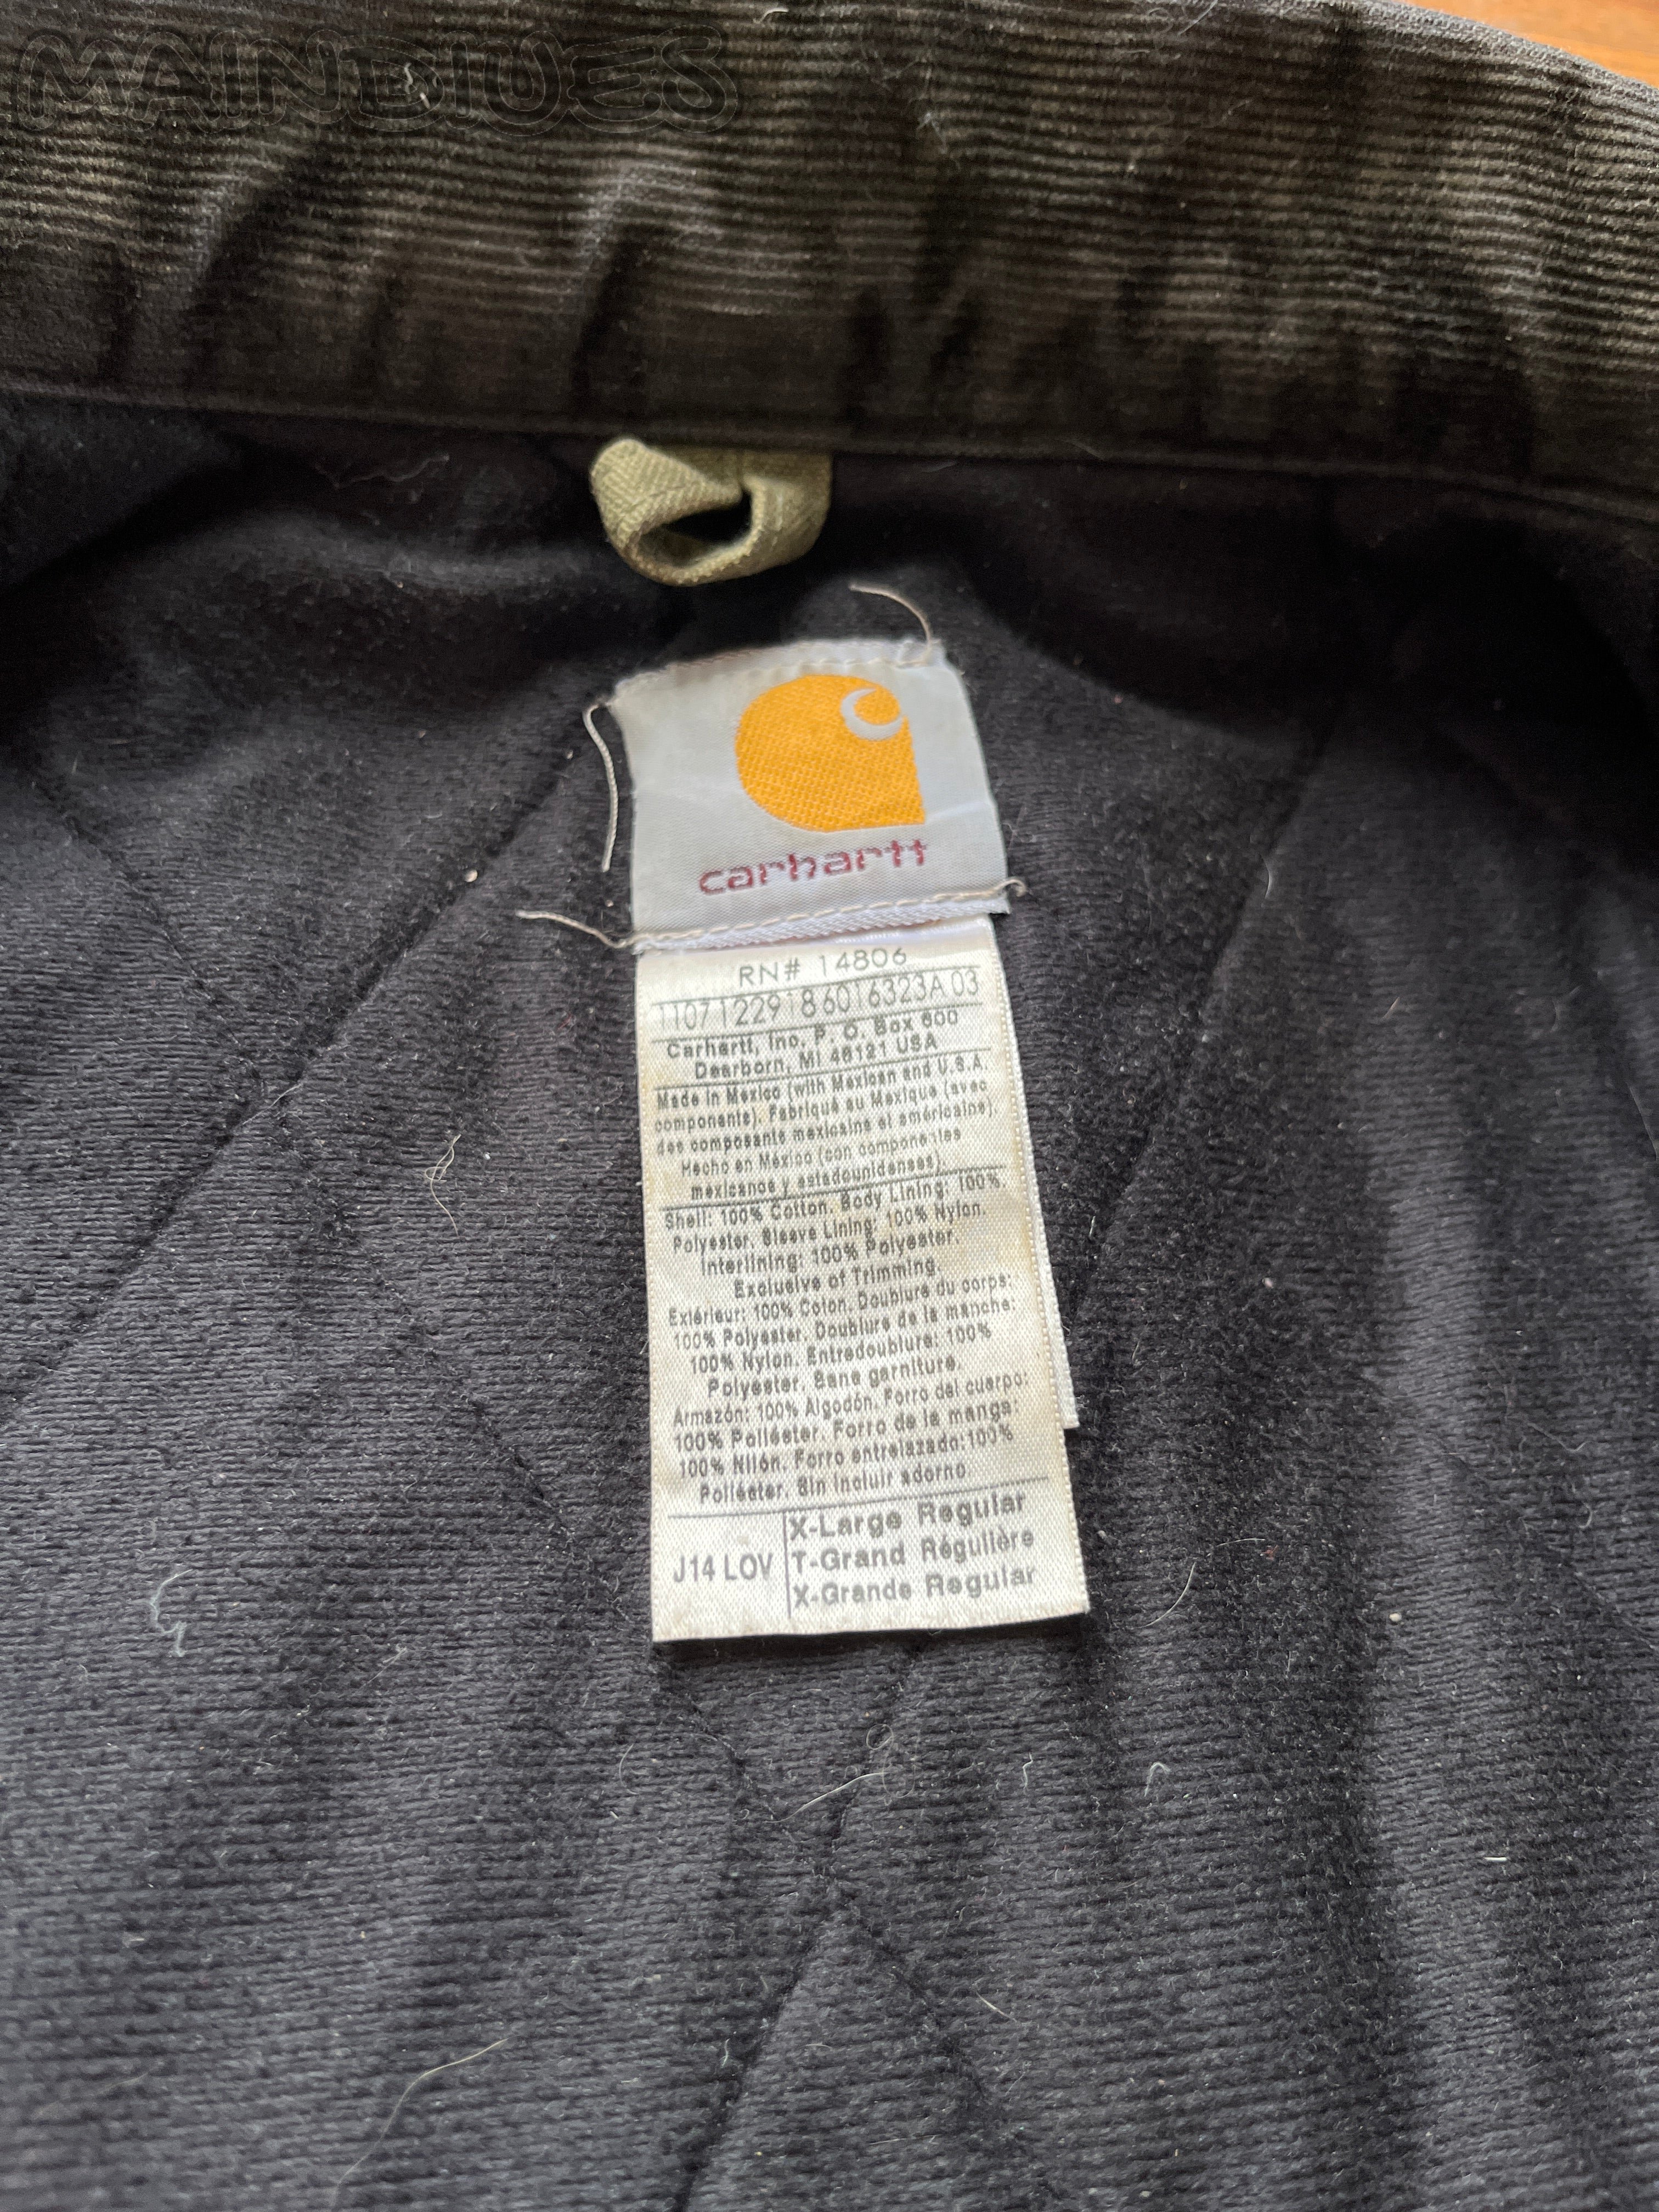 MAINDIUES
carhartt
RN# 14806
1107 122918 6016323A 03
Carhartt, Inc. P. O. Box 600
Dearborn, MI 48121 USA
Made in Mexico (with Mexican and U.S.A.
components). Fabriqué au Mexique (avec
des composants mexicains et américains).
Hecho en México (con componentes
mexicanos y estadounidenses).
Shell: 100% Cotton. Body Lining: 100%.
Polyester. Sleeve Lining: 100% Nylon.
Interlining: 100% Polyester.
Exclusive of Trimming.
Extérieur: 100% Coton. Doublure du corps:
100% Polyester. Doublure de la manche:
100% Nylon. Entredoublure: 100%
Polyester. Sans garniture.
Armazón: 100% Algodón. Forro del cuerpo:
100% Poliéster. Forro de la manga:
100% Nilón. Forro entrelazado:100%
Poliéster. Sin incluir adorno.
J14 LOV
X-Large Regular
T-Grand Régulière
X-Grande Regular